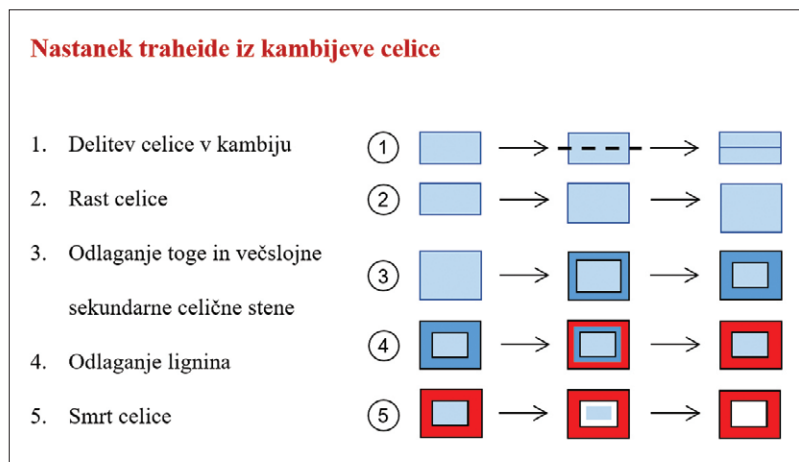 Nastanek traheide iz kambijeve celice
1. Delitev celice v kambiju
2. Rast celice
3. Odlaganje toge in večslojne
sekundarne celične stene
4. Odlaganje lignina
5. Smrt celice
1
2
3
4
5